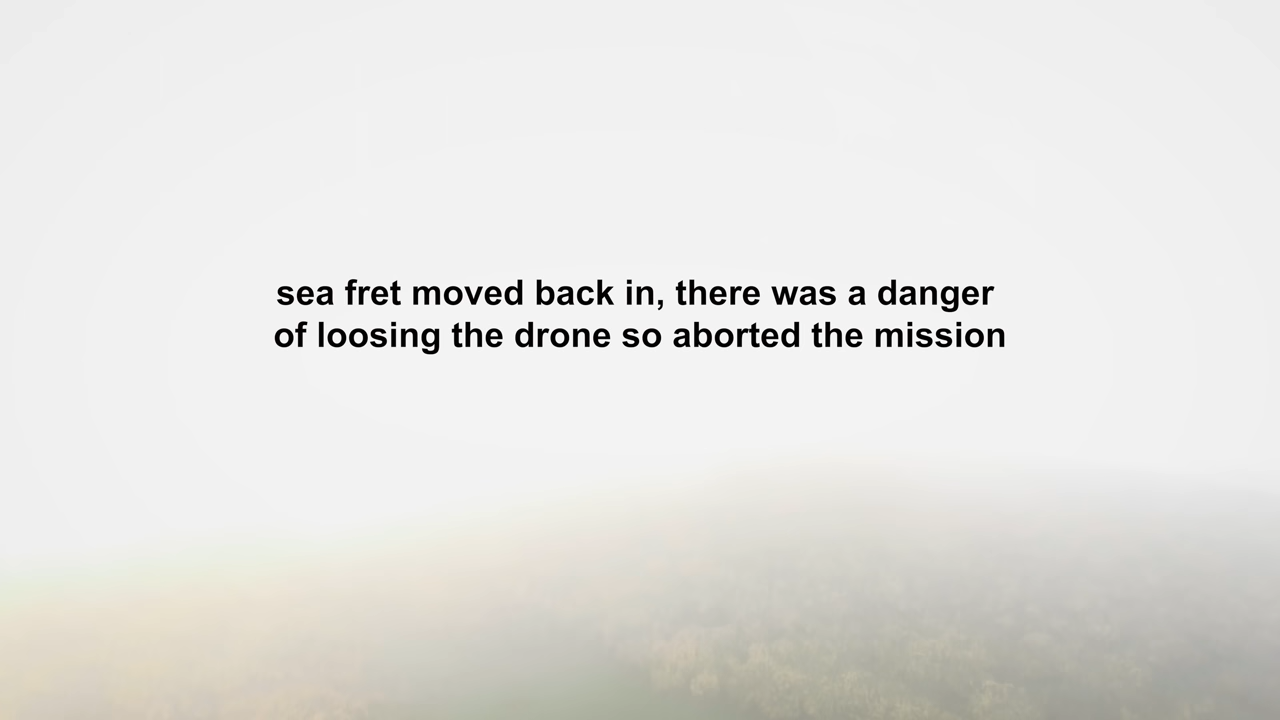 sea fret moved back in, there was a danger
of loosing the drone so aborted the mission